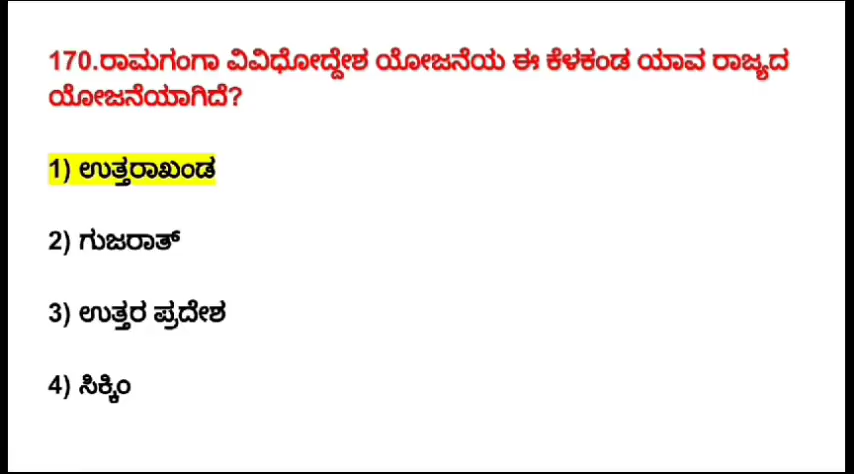 170.ರಾಮಗಂಗಾ ವಿವಿಧೋದ್ದೇಶ ಯೋಜನೆಯ ಈ ಕೆಳಕಂಡ ಯಾವ ರಾಜ್ಯದ
ಯೋಜನೆಯಾಗಿದೆ?
1) ಉತ್ತರಾಖಂಡ
2) ಗುಜರಾತ್
3) ಉತ್ತರ ಪ್ರದೇಶ
4) ಸಿಕ್ಕಿಂ